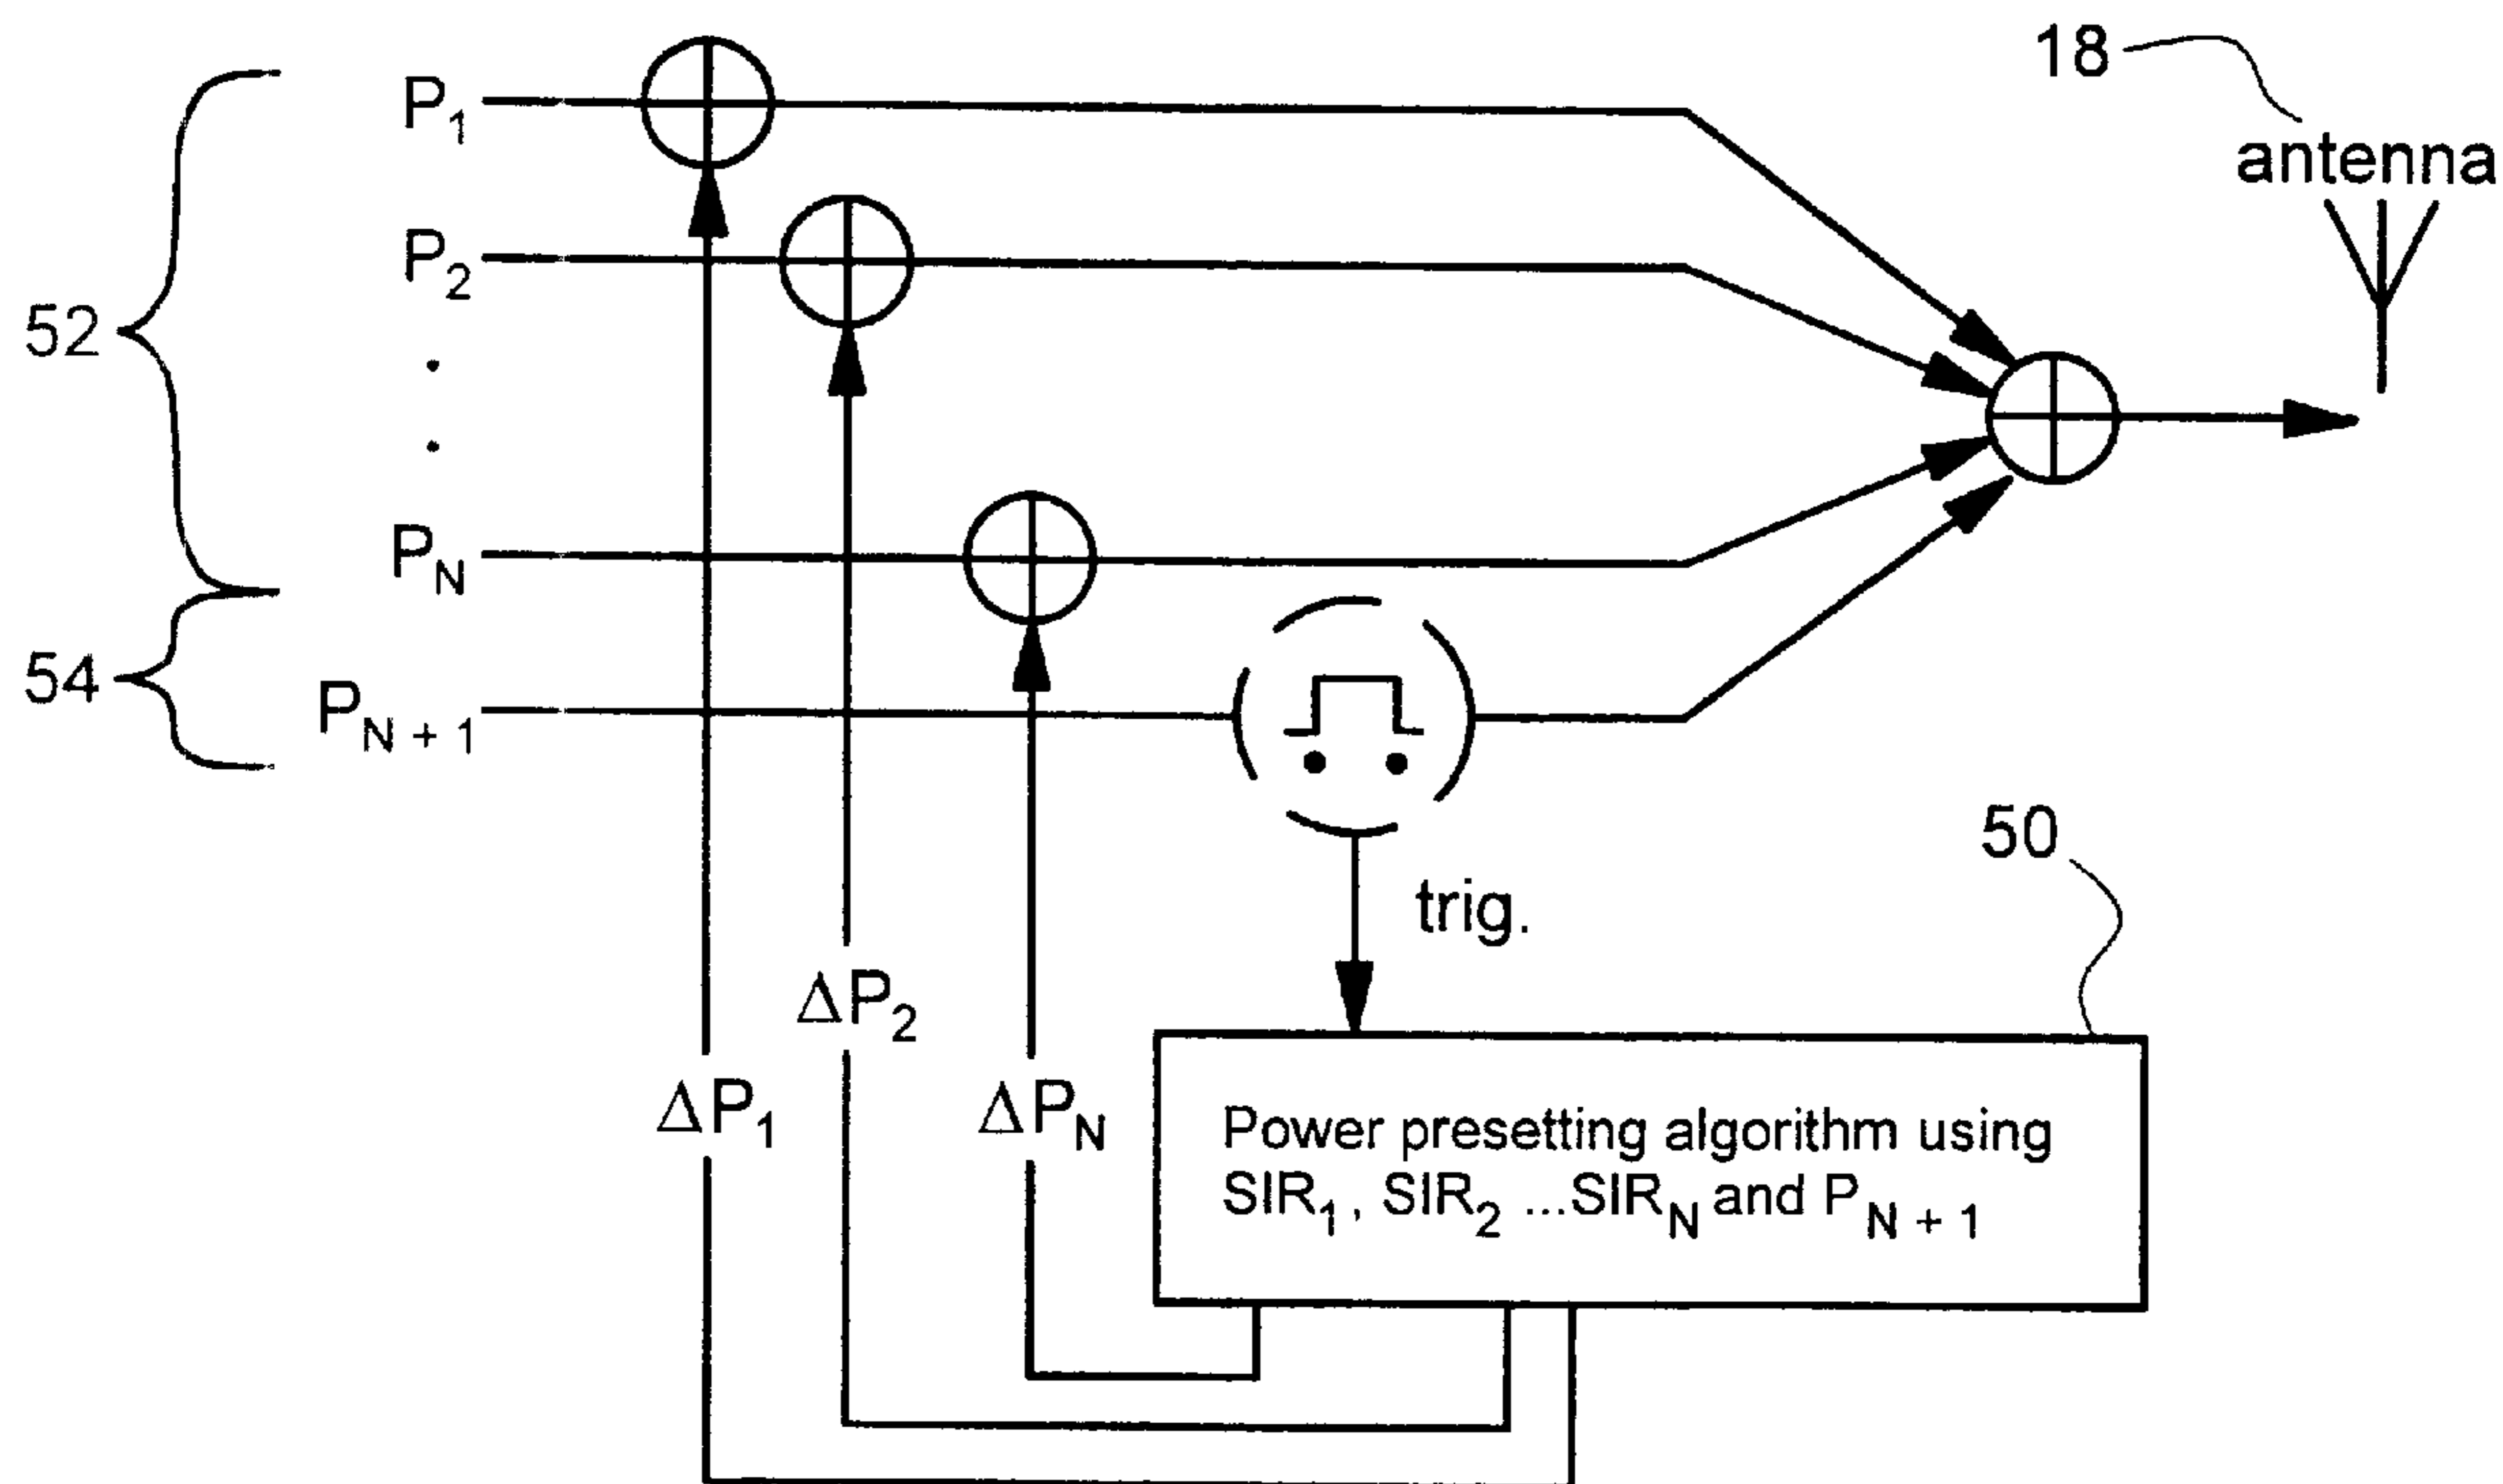 18
P1
antenna
P2
52
.
.
PN
54
PN + 1
50
trig.
ΔP2
ΔP1
ΔPN
Power presetting algorithm using
SIR1, SIR2 ...SIRN and PN + 1